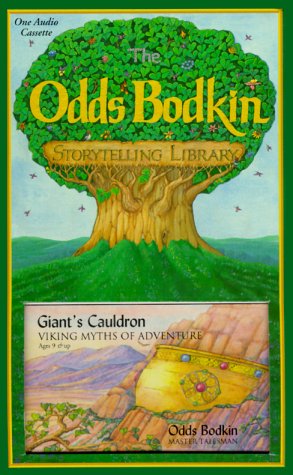 One Audio
Cassette
The
Odds Bodkin
STORYTELLING LIBRARY
Giant's Cauldron
VIKING MYTHS OF ADVENTURE
Ages 9 & up
Odds Bodkin
MASTER TALESMAN